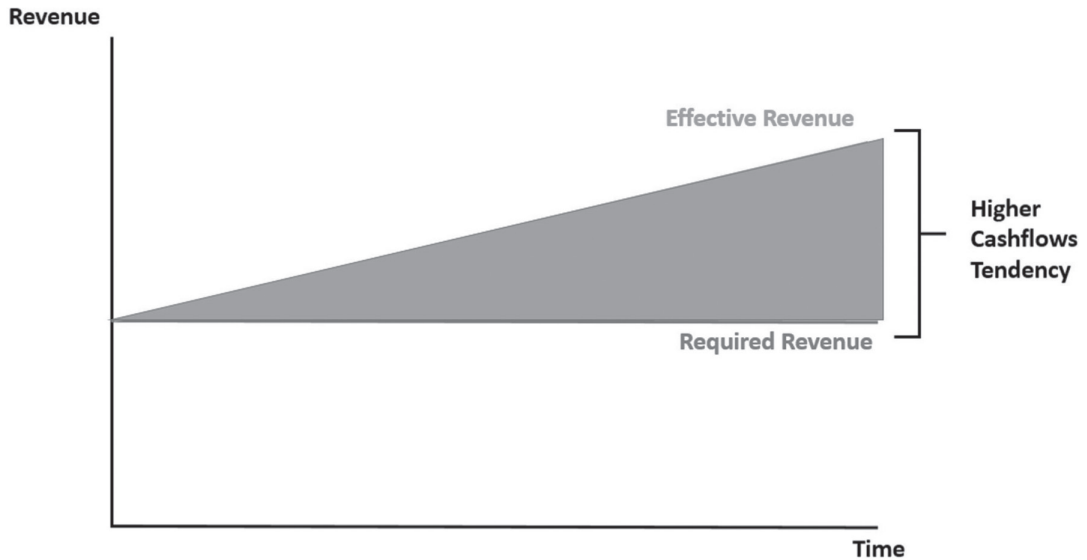 Revenue
Effective Revenue
Higher
Cashflows
Tendency
Required Revenue
Time